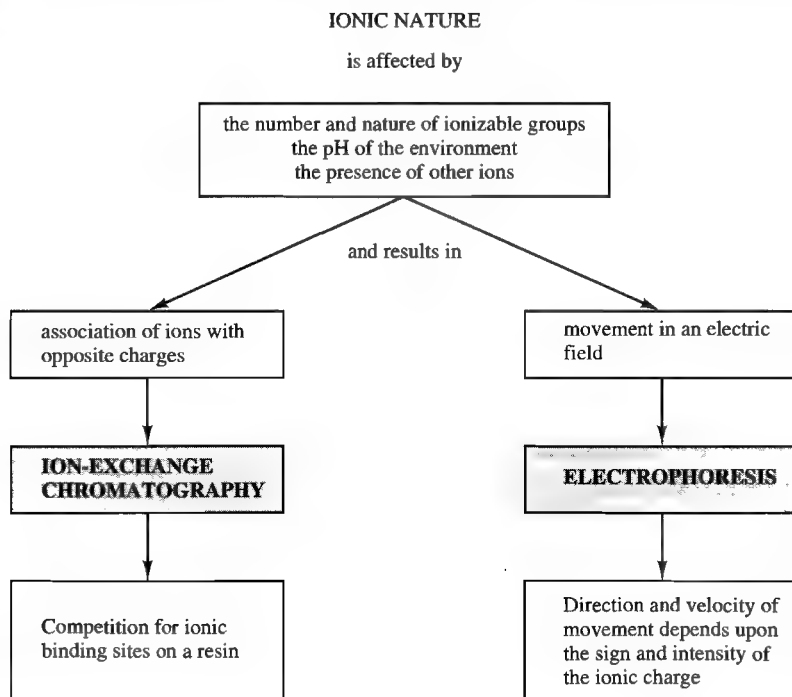 IONIC NATURE
is affected by
the number and nature of ionizable groups
the pH of the environment
the presence of other ions
and results in
association of ions with
opposite charges
movement in an electric
field
ION-EXCHANGE
CHROMATOGRAPHY
ELECTROPHORESIS
Competition for ionic
binding sites on a resin
Direction and velocity of
movement depends upon
the sign and intensity of
the ionic charge